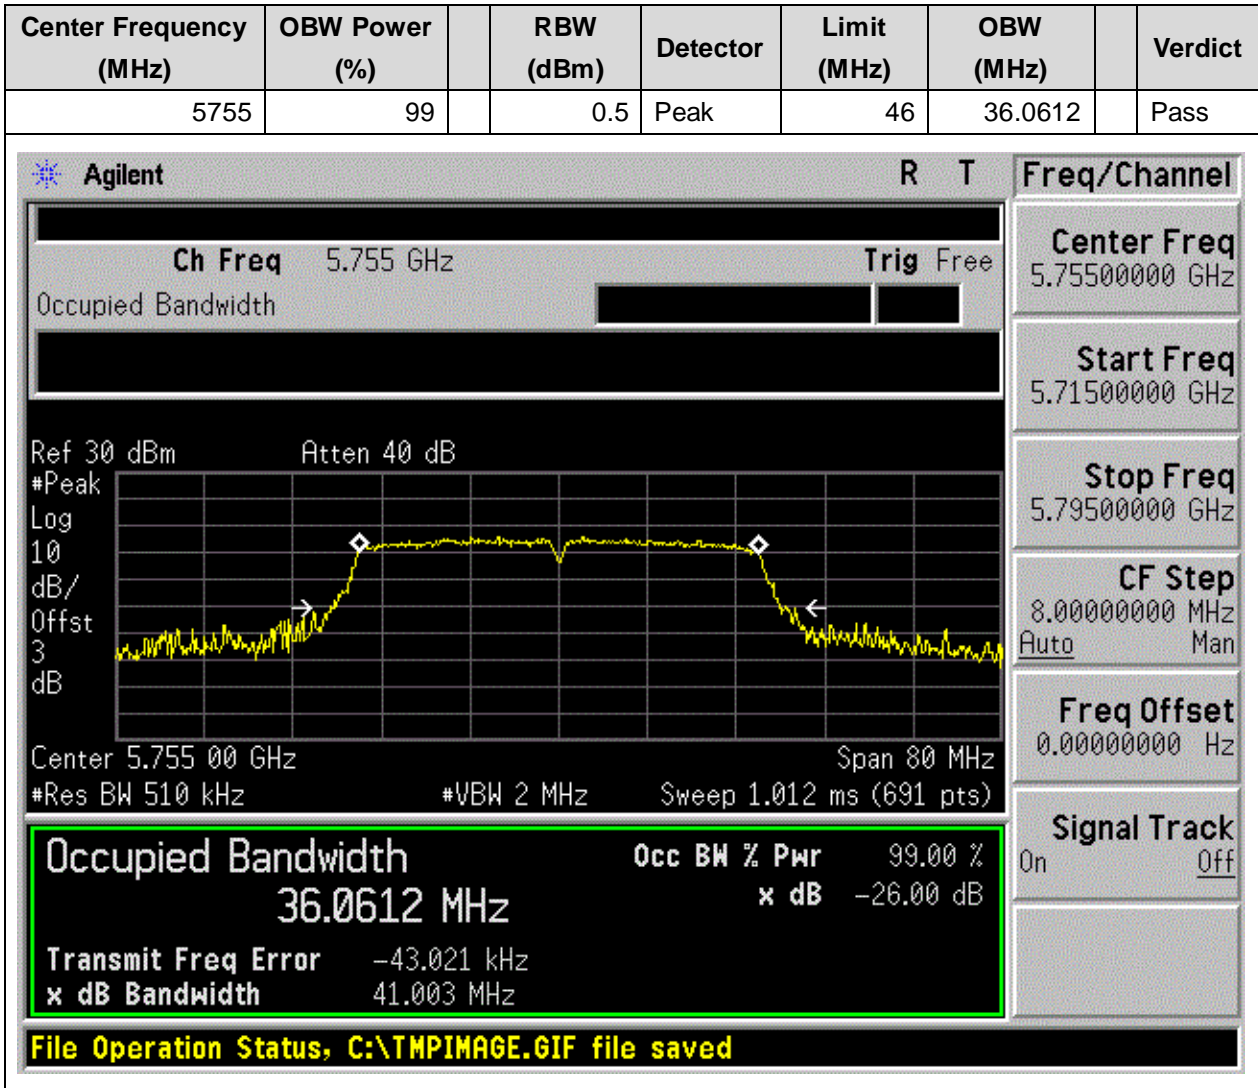 Center Frequency (MHz) OBW Power (%) RBW (dBm) Detector Limit (MHz) OBW (MHz) Verdict
5755 99 0.5 Peak 46 36.0612 Pass
Agilent R T Freq/Channel
Ch Freq 5.755 GHz Trig Free
Occupied Bandwidth
Center Freq
5.75500000 GHz
Start Freq
5.71500000 GHz
Stop Freq
5.79500000 GHz
CF Step
8.00000000 MHz
Auto Man
Freq Offset
0.00000000 Hz
Signal Track
On Off
Ref 30 dBm Atten 40 dB
#Peak
Log
10
dB/
Offst
3
dB
Center 5.755 00 GHz Span 80 MHz
#Res BW 510 kHz #VBW 2 MHz Sweep 1.012 ms (691 pts)
Occupied Bandwidth Occ BW % Pwr 99.00 %
36.0612 MHz x dB -26.00 dB
Transmit Freq Error -43.021 kHz
x dB Bandwidth 41.003 MHz
File Operation Status, C:\TMPIMAGE.GIF file saved